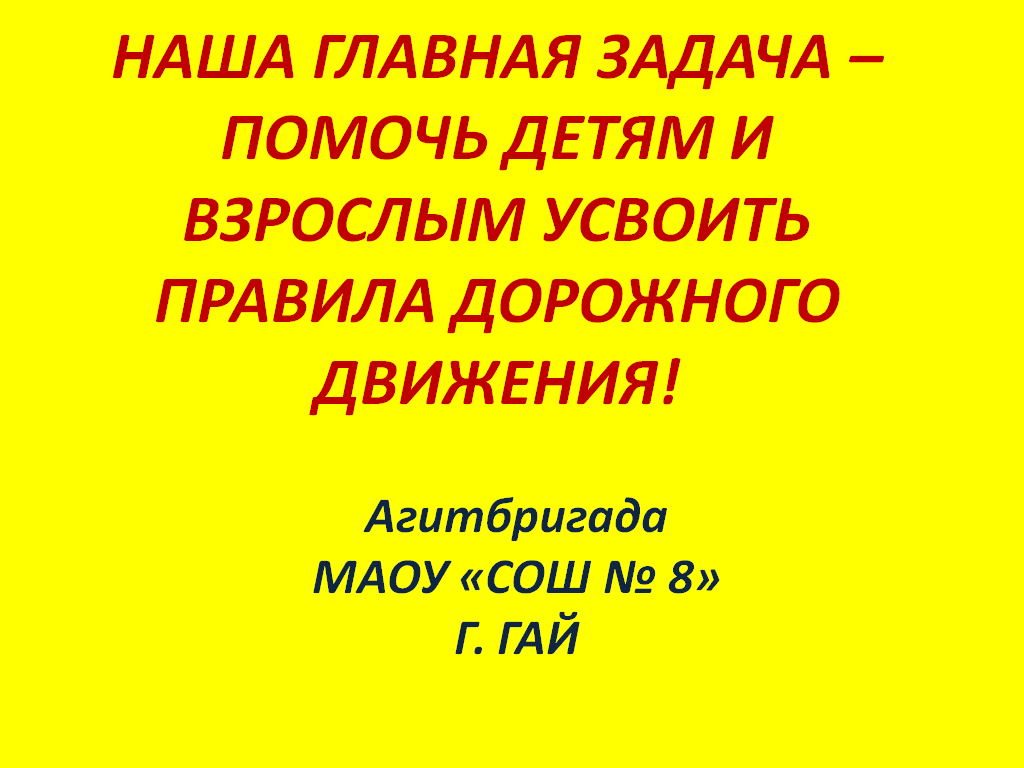 НАША ГЛАВНАЯ ЗАДАЧА –
ПОМОЧЬ ДЕТЯМ И
ВЗРОСЛЫМ УСВОИТЬ
ПРАВИЛА ДОРОЖНОГО
ДВИЖЕНИЯ!
Агитбригада
МАОУ «СОШ № 8»
Г. ГАЙ